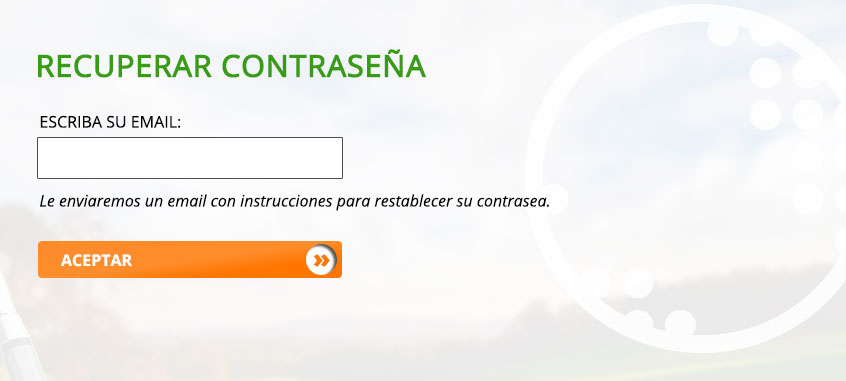 RECUPERAR CONTRASEÑA
ESCRIBA SU EMAIL:
Le enviaremos un email con instrucciones para restablecer su contrasea.
ACEPTAR